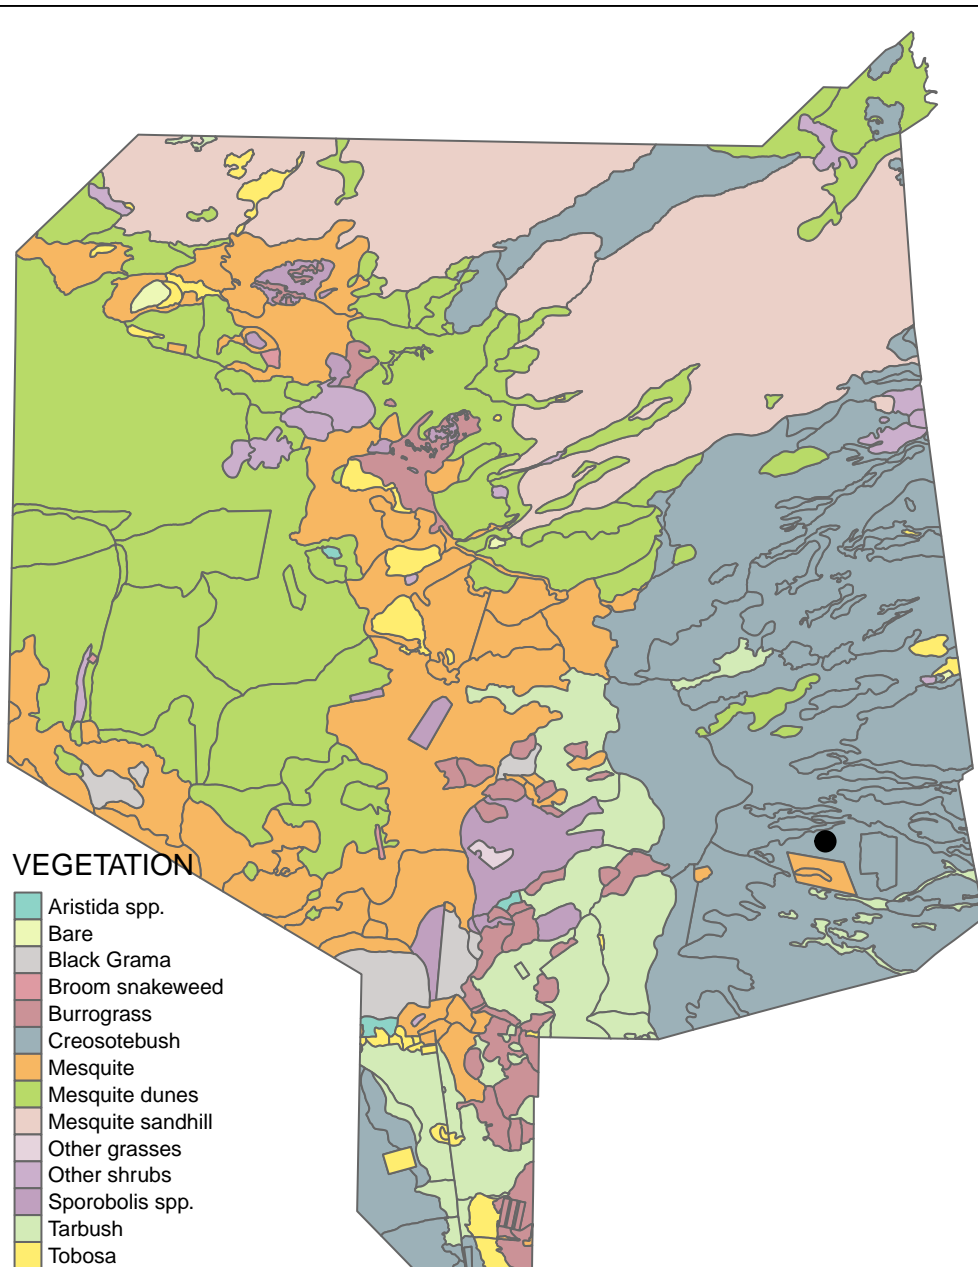 VEGETATION
Aristida spp.
Bare
Black Grama
Broom snakeweed
Burrograss
Creosotebush
Mesquite
Mesquite dunes
Mesquite sandhill
Other grasses
Other shrubs
Sporobolis spp.
Tarbush
Tobosa